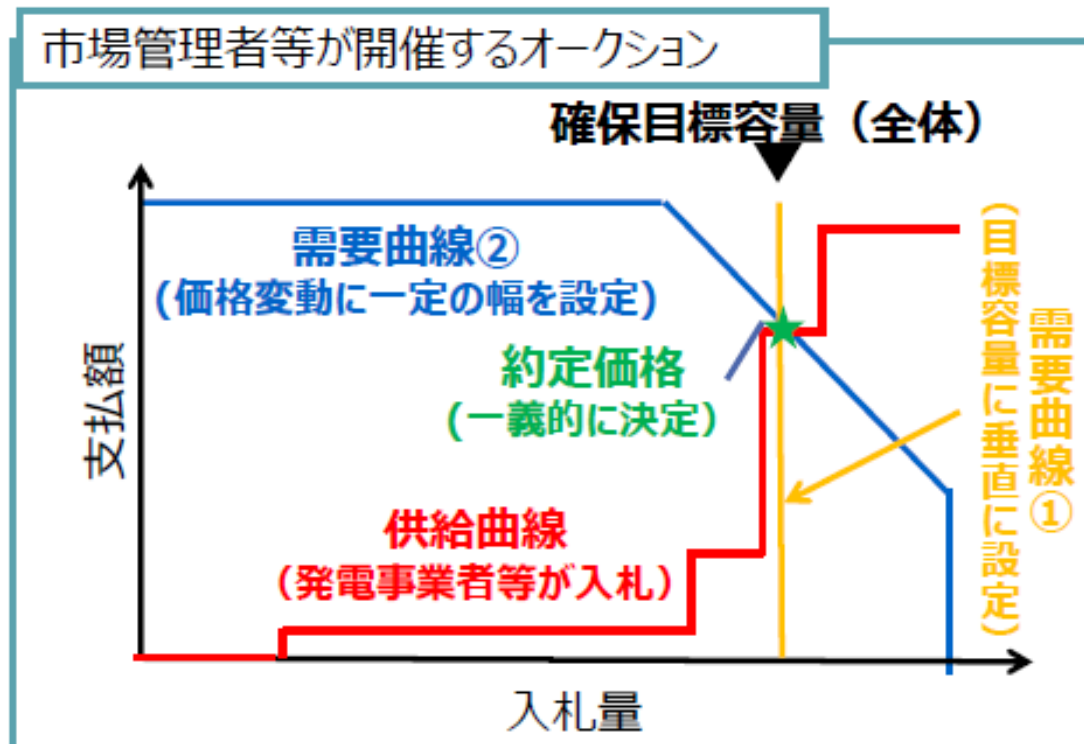 市場管理者等が開催するオークション
確保目標容量（全体）
需要曲線②
(価格変動に一定の幅を設定)
約定価格
(一義的に決定）
支払額
供給曲線
（発電事業者等が入札）
需要曲線①
（目標容量に垂直に設定）
入札量